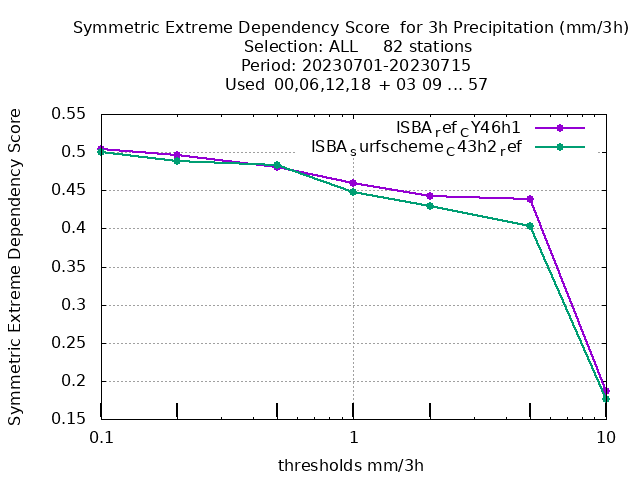 Symmetric Extreme Dependency Score  for 3h Precipitation (mm/3h)
Selection: ALL     82 stations
Period: 20230701-20230715
Used  00,06,12,18 + 03 09 ... 57
Symmetric Extreme Dependency Score
0.55
0.5
0.45
0.4
0.35
0.3
0.25
0.2
0.15
ISBA_ref_CY46h1
ISBA_surfscheme_C43h2_ref
0.1
1
10
thresholds mm/3h